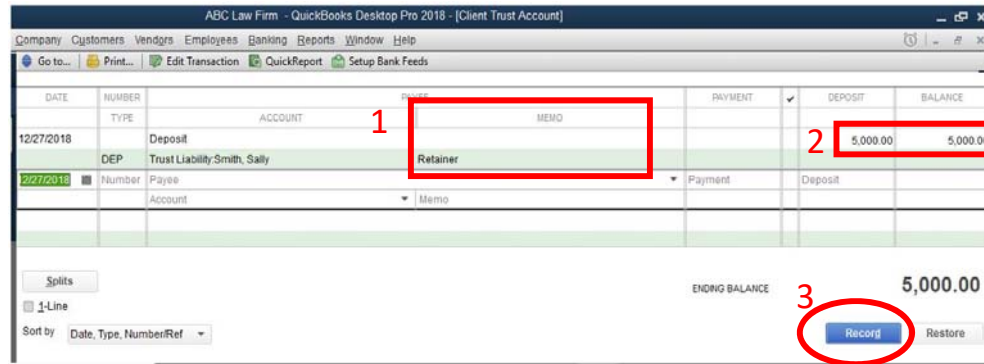 ABC Law Firm - QuickBooks Desktop Pro 2018 - [Client Trust Account]
Company Customers Vendors Employees Banking Reports Window Help
Go to... Print... Edit Transaction QuickReport Setup Bank Feeds
DATE NUMBER PAYEE PAYMENT ✓ DEPOSIT BALANCE
TYPE ACCOUNT 1 MEMO
12/27/2018 Deposit 2 5,000.00 5,000.00
DEP Trust Liability:Smith, Sally Retainer
12/27/2018 Number Payee Payment Deposit
Account Memo
Splits
ENDING BALANCE 5,000.00
1-Line
3
Sort by Date, Type, Number/Ref Record Restore